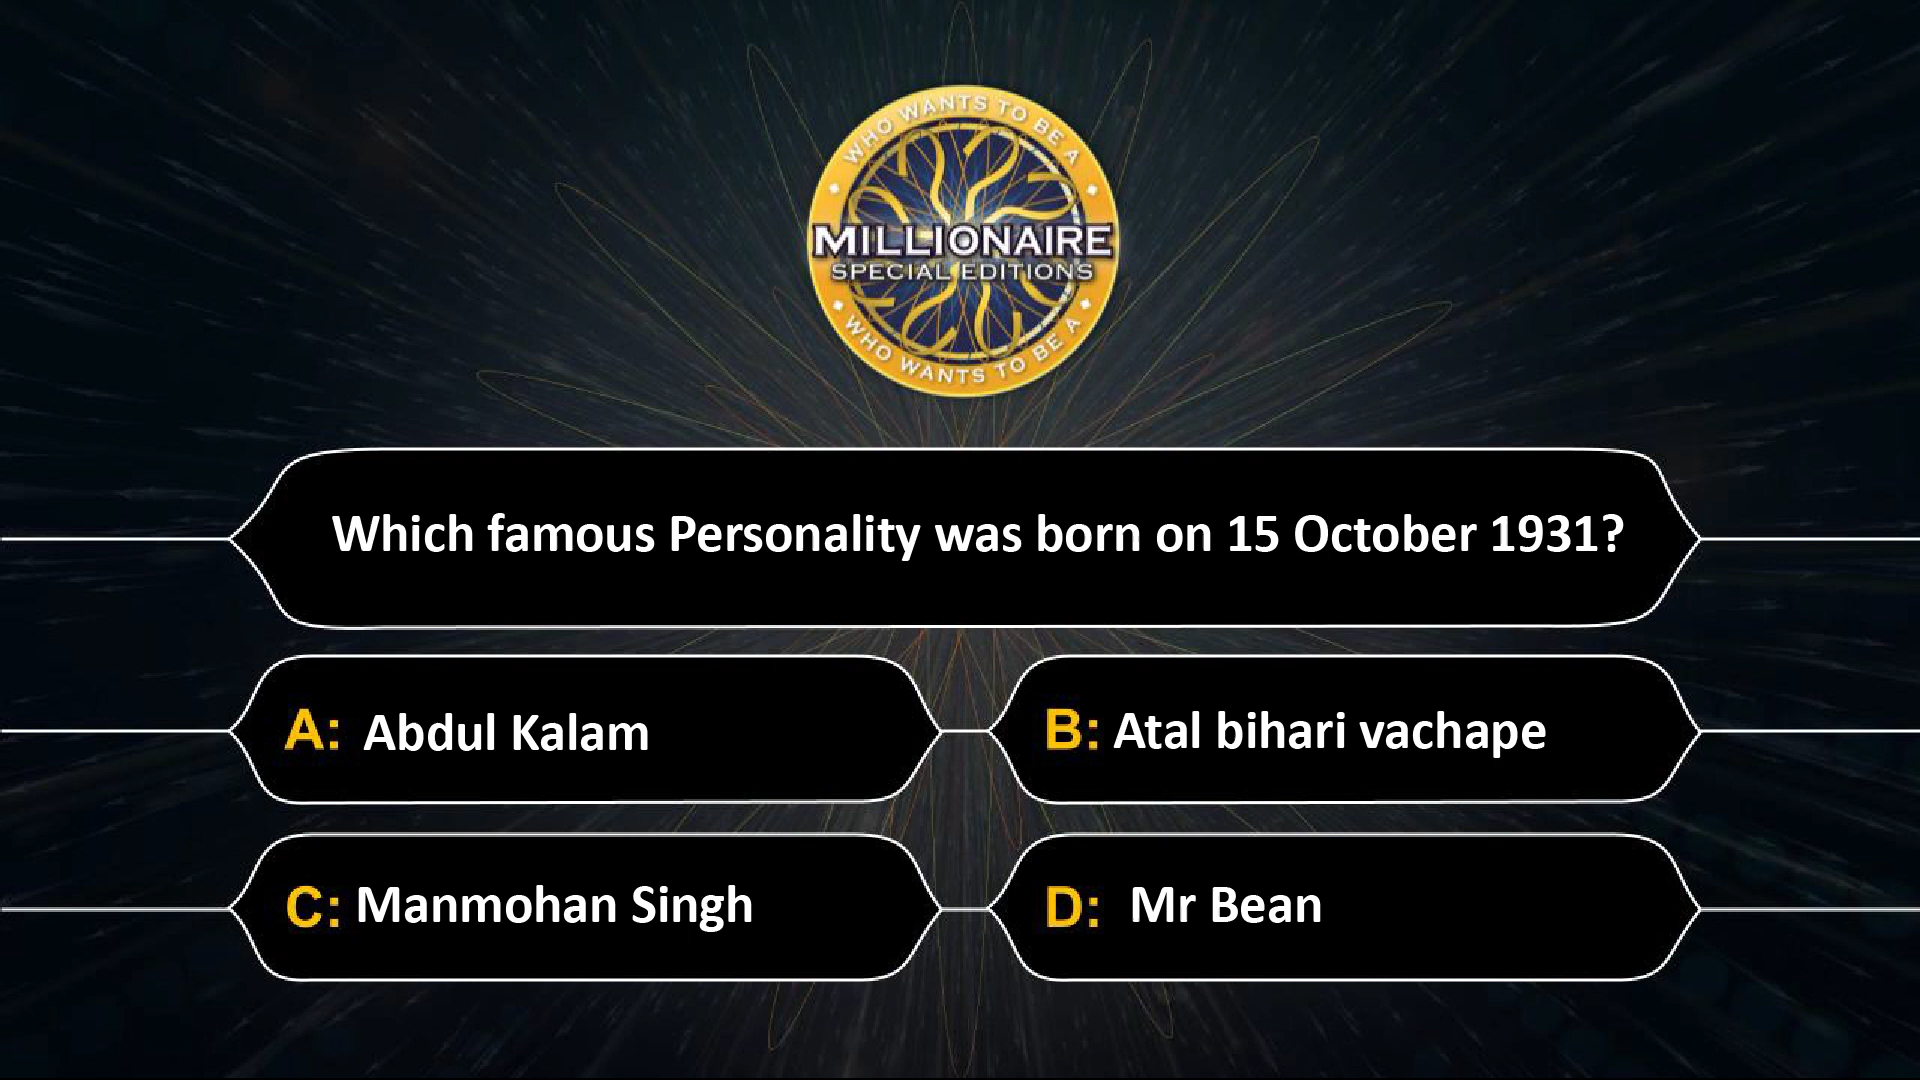 WHO WANTS TO BE A
MILLIONAIRE
SPECIAL EDITIONS
WHO WANTS TO BE A
Which famous Personality was born on 15 October 1931?
A: Abdul Kalam
B: Atal bihari vachape
C: Manmohan Singh
D: Mr Bean